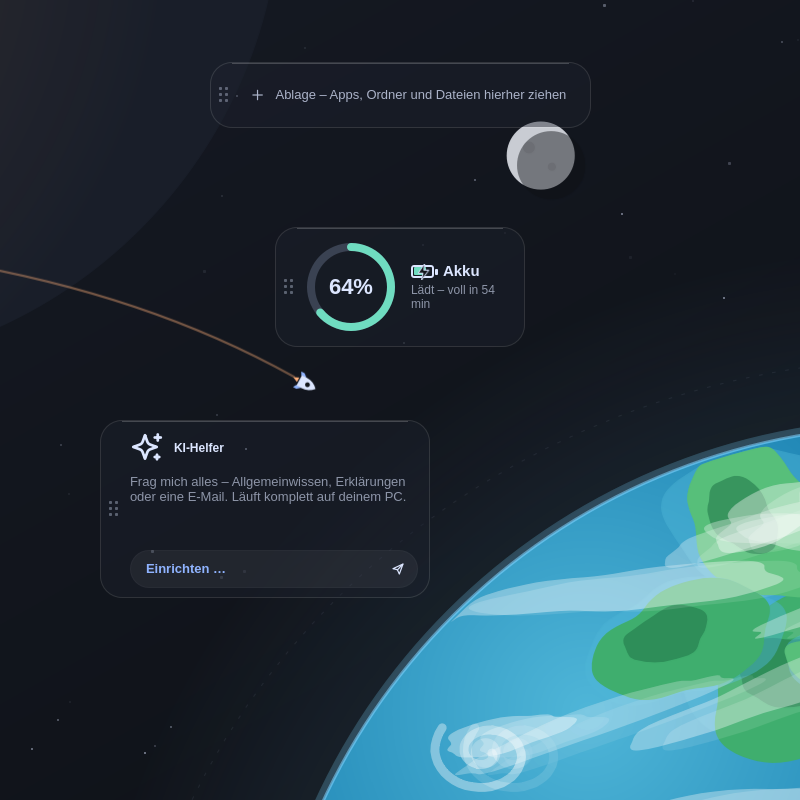 Ablage – Apps, Ordner und Dateien hierher ziehen
64%
Akku
Lädt – voll in 54
min
KI-Helfer
Frag mich alles – Allgemeinwissen, Erklärungen
oder eine E-Mail. Läuft komplett auf deinem PC.
Einrichten …